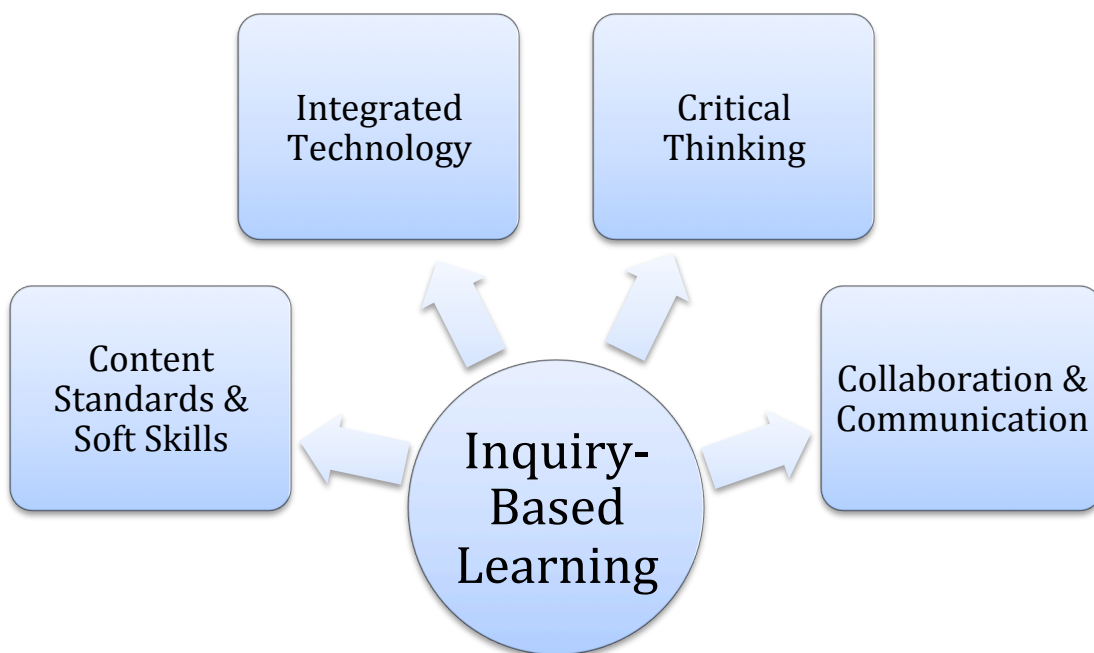 Integrated
Technology
Critical
Thinking
Content
Standards &
Soft Skills
Collaboration &
Communication
Inquiry-
Based
Learning